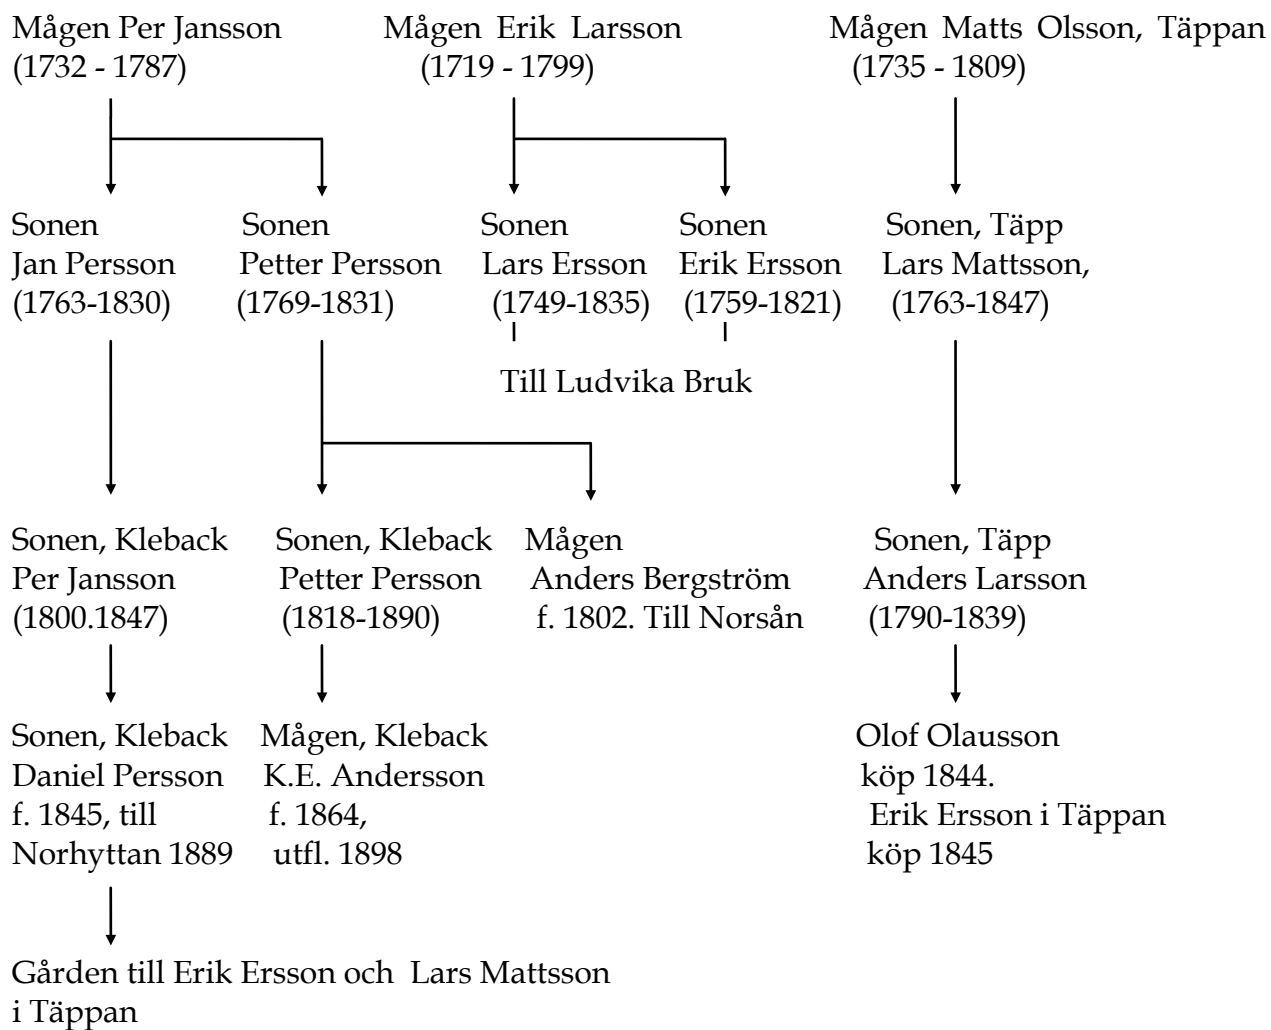 Mågen Per Jansson
(1732 - 1787)
Mågen Erik Larsson
(1719 - 1799)
Mågen Matts Olsson, Täppan
(1735 - 1809)
Sonen
Jan Persson
(1763-1830)
Sonen
Petter Persson
(1769-1831)
Sonen
Lars Ersson
(1749-1835)
Sonen
Erik Ersson
(1759-1821)
Sonen, Täpp
Lars Mattsson,
(1763-1847)
Till Ludvika Bruk
Sonen, Kleback
Per Jansson
(1800.1847)
Sonen, Kleback
Petter Persson
(1818-1890)
Mågen
Anders Bergström
f. 1802. Till Norsån
Sonen, Täpp
Anders Larsson
(1790-1839)
Sonen, Kleback
Daniel Persson
f. 1845, till
Norhyttan 1889
Mågen, Kleback
K.E. Andersson
f. 1864,
utfl. 1898
Olof Olausson
köp 1844.
Erik Ersson i Täppan
köp 1845
Gården till Erik Ersson och Lars Mattsson
i Täppan